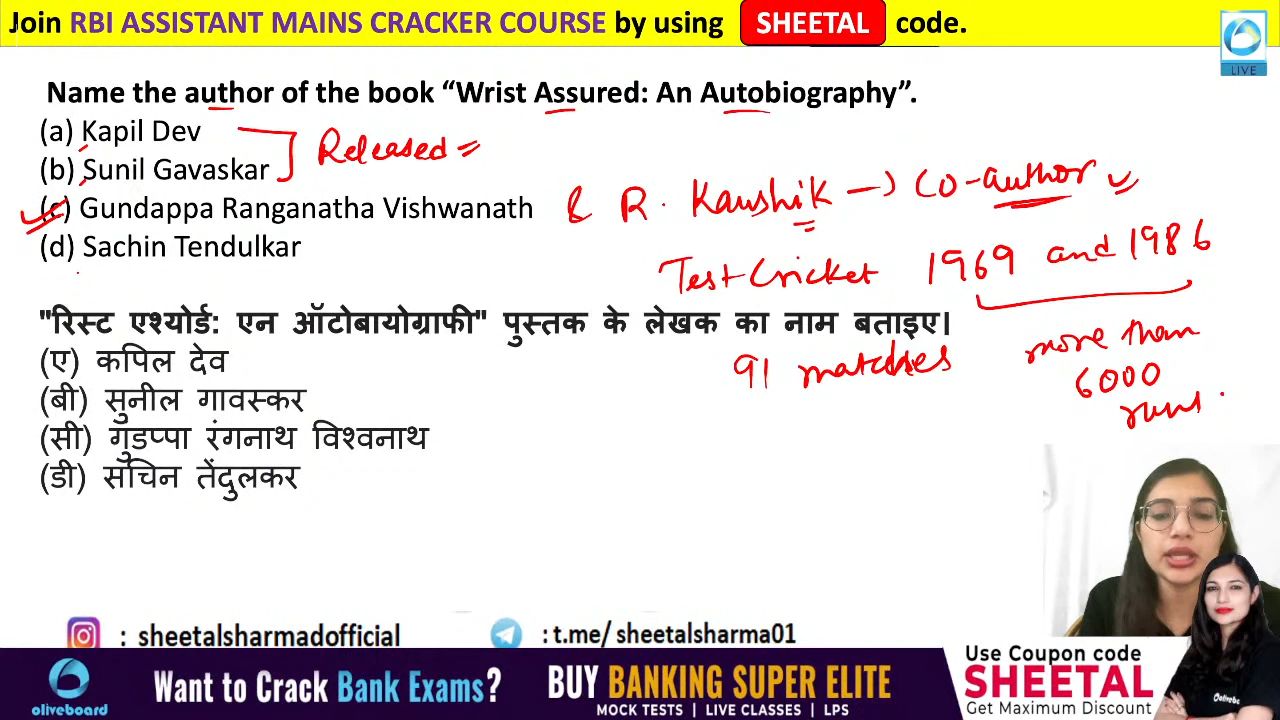 Join RBI ASSISTANT MAINS CRACKER COURSE by using SHEETAL code.
LIVE
Name the author of the book “Wrist Assured: An Autobiography”.
(a) Kapil Dev
(b) Sunil Gavaskar
Released
(c) Gundappa Ranganatha Vishwanath
& R. Kaushik → Co-author
(d) Sachin Tendulkar
Test Cricket 1969 and 1986
"रिस्ट एश्योर्ड: एन ऑटोबायोग्राफी" पुस्तक के लेखक का नाम बताइए।
91 matches
more than
6000
runs
(ए) कपिल देव
(बी) सुनील गावस्कर
(सी) गुंडप्पा रंगनाथ विश्वनाथ
(डी) सचिन तेंदुलकर
: sheetalsharmadofficial
: t.me/ sheetalsharma01
oliveboard
Want to Crack Bank Exams?
BUY BANKING SUPER ELITE
MOCK TESTS | LIVE CLASSES | LPS
Use Coupon code
SHEETAL
Get Maximum Discount